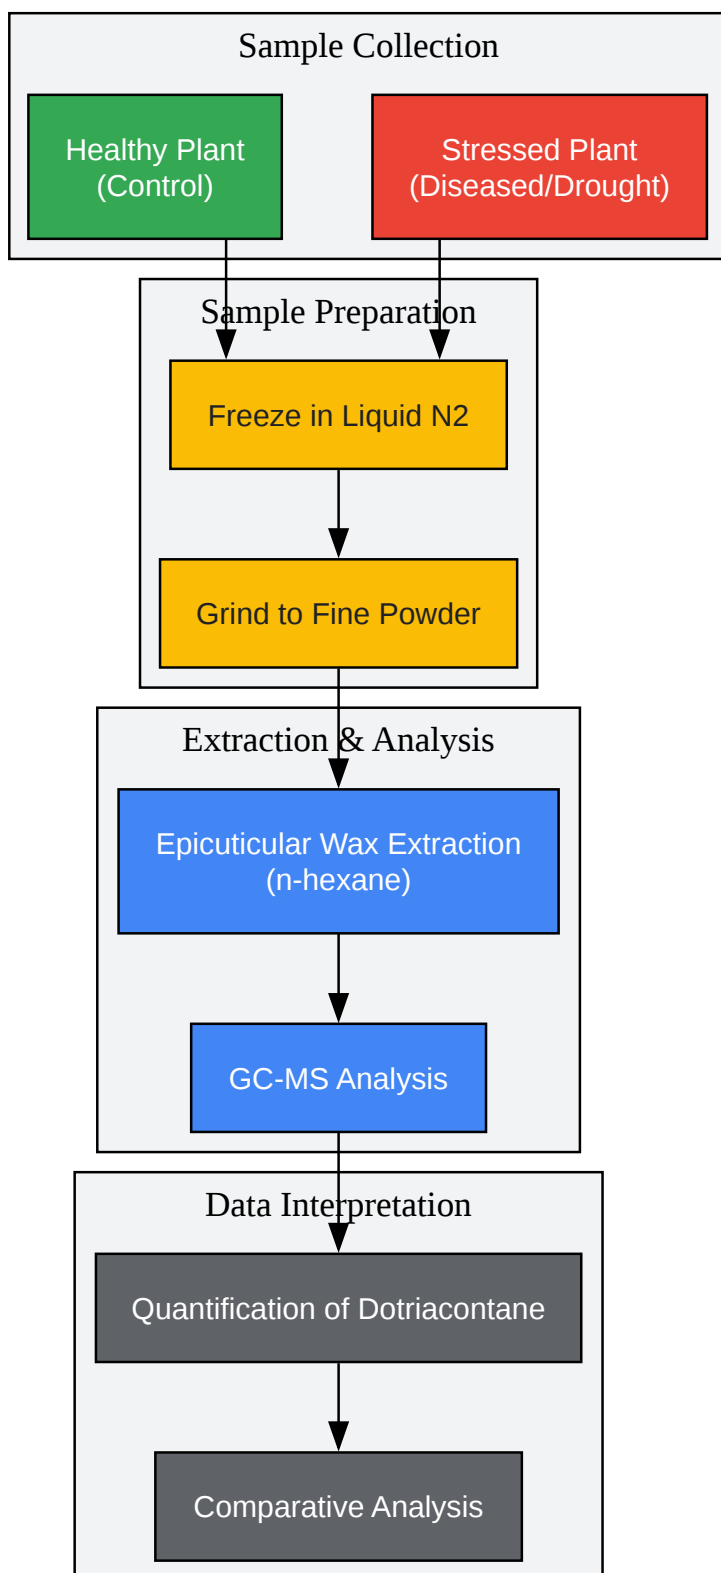 Sample Collection
Healthy Plant
(Control)
Stressed Plant
(Diseased/Drought)
Sample Preparation
Freeze in Liquid N2
Grind to Fine Powder
Extraction & Analysis
Epicuticular Wax Extraction
(n-hexane)
GC-MS Analysis
Data Interpretation
Quantification of Dotriacontane
Comparative Analysis